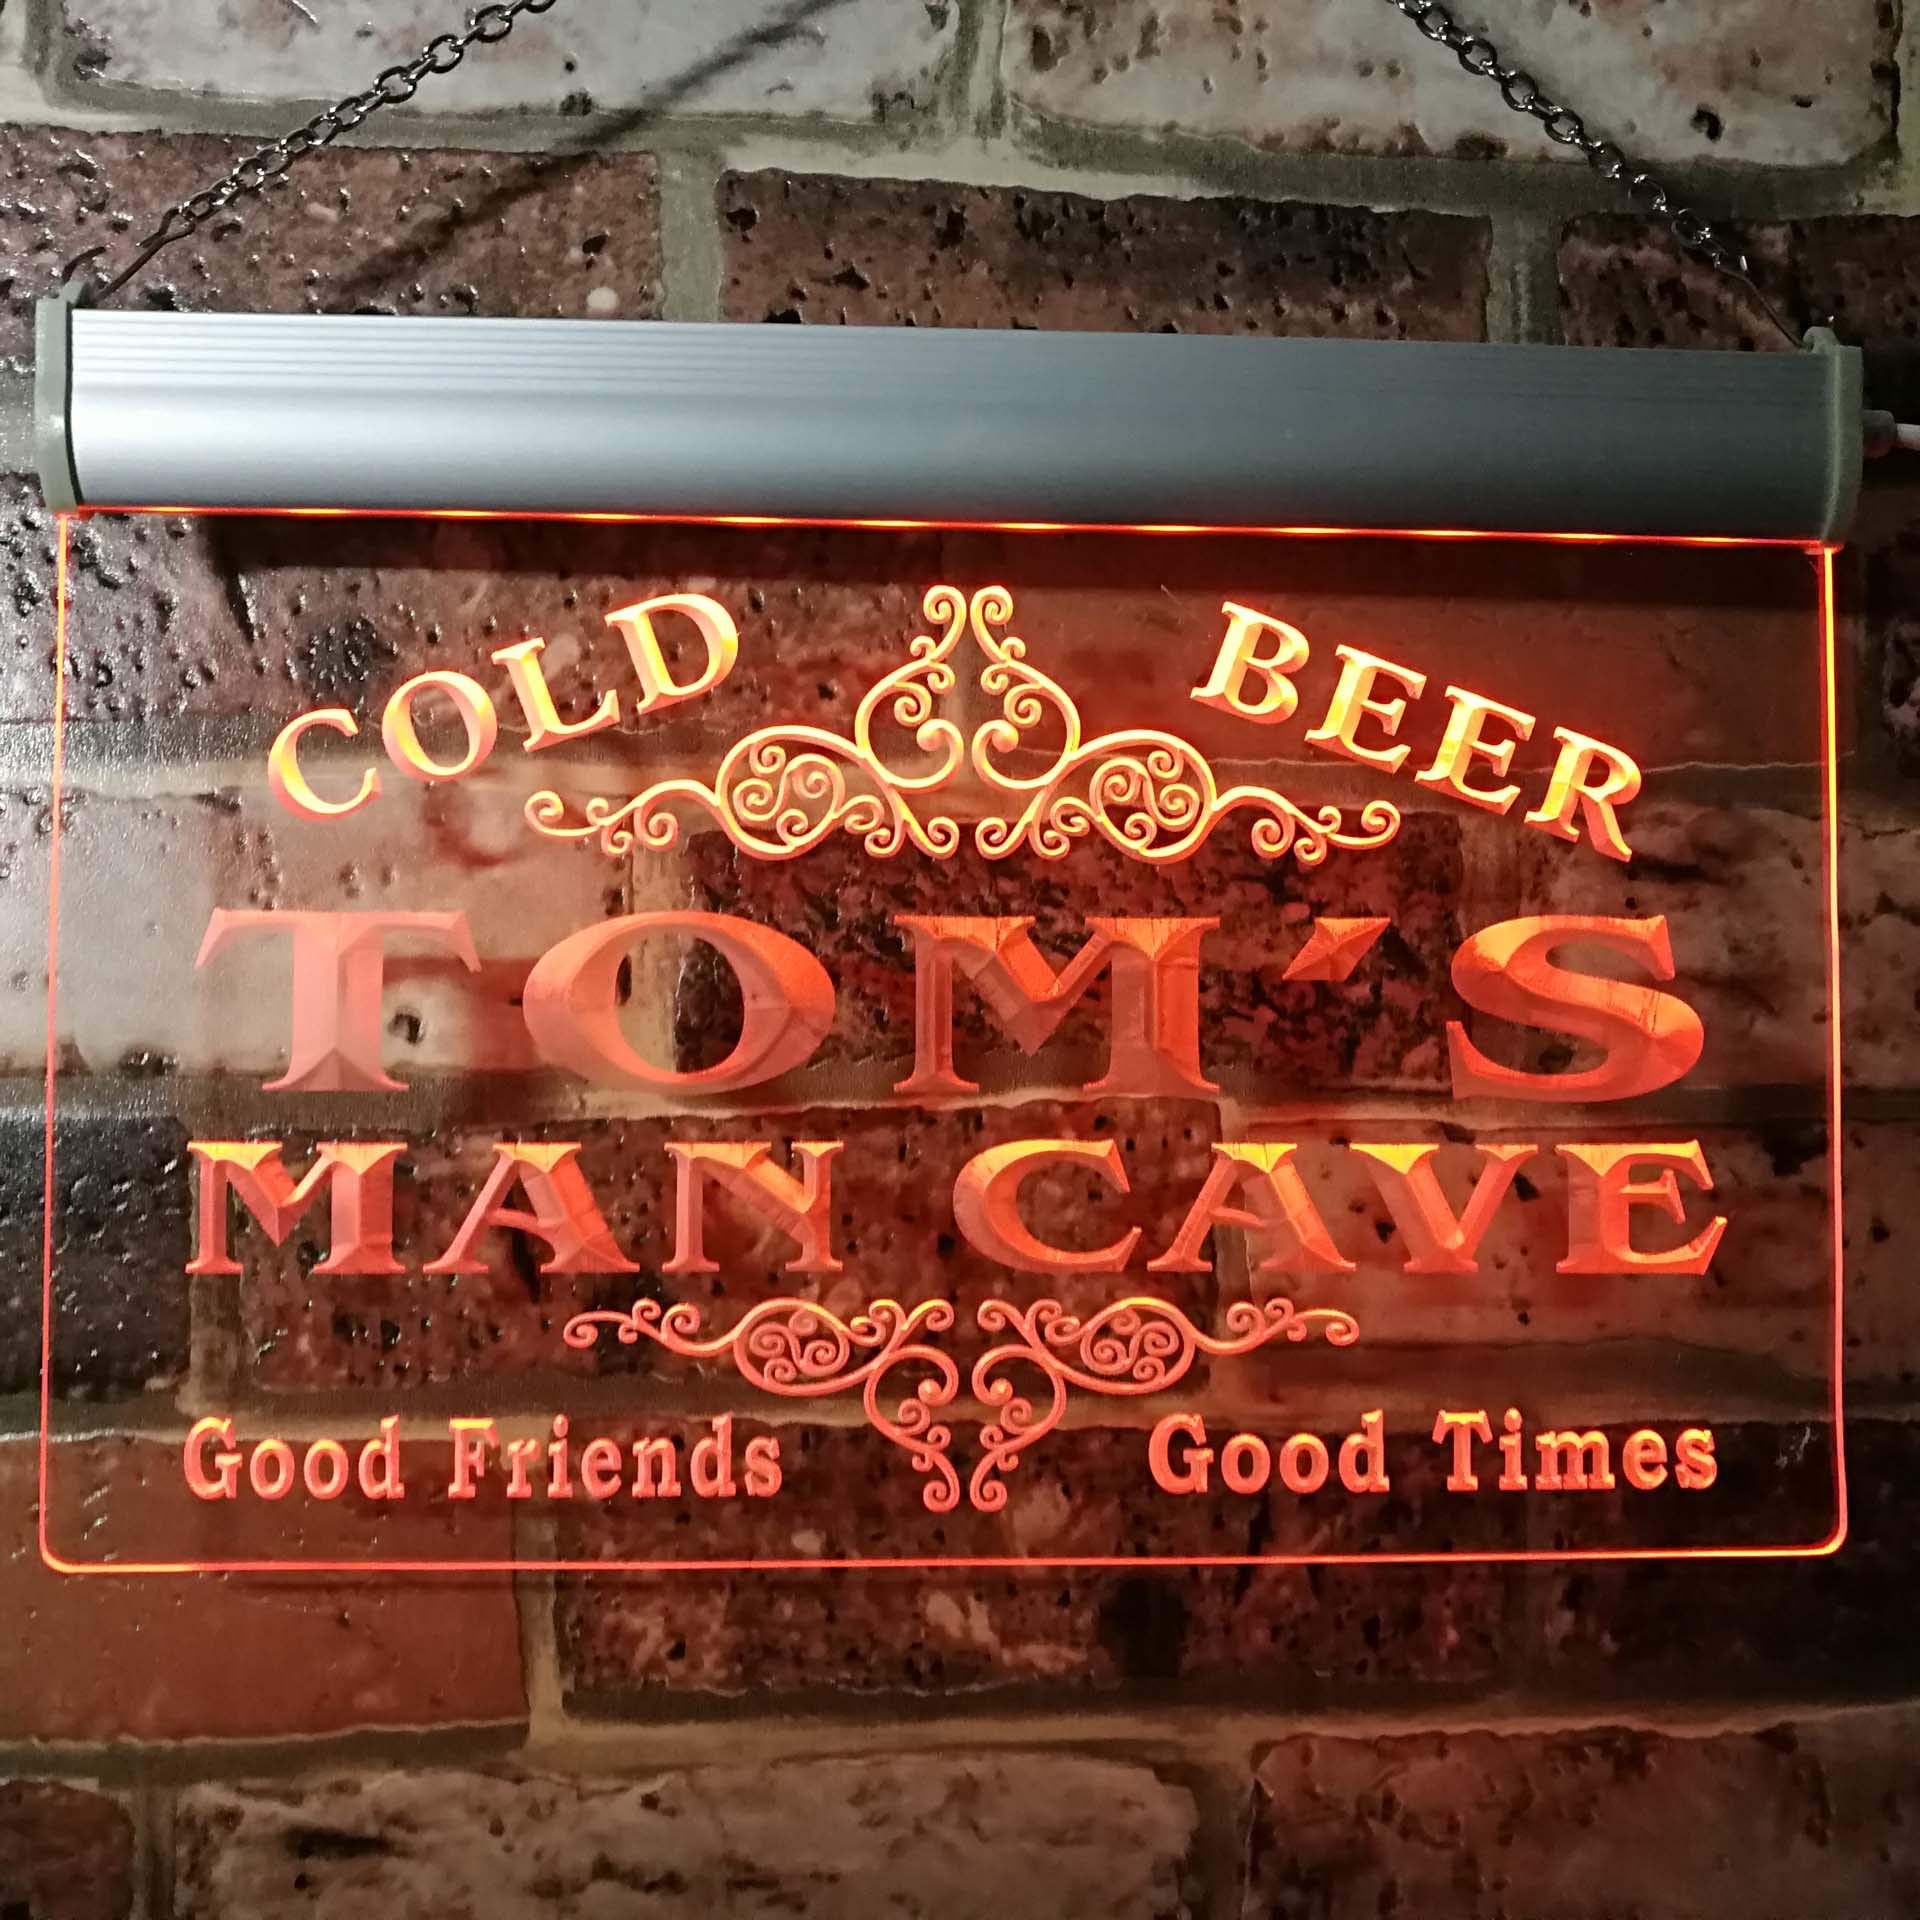 COLD BEER
TOM'S
MAN CAVE
Good Friends Good Times